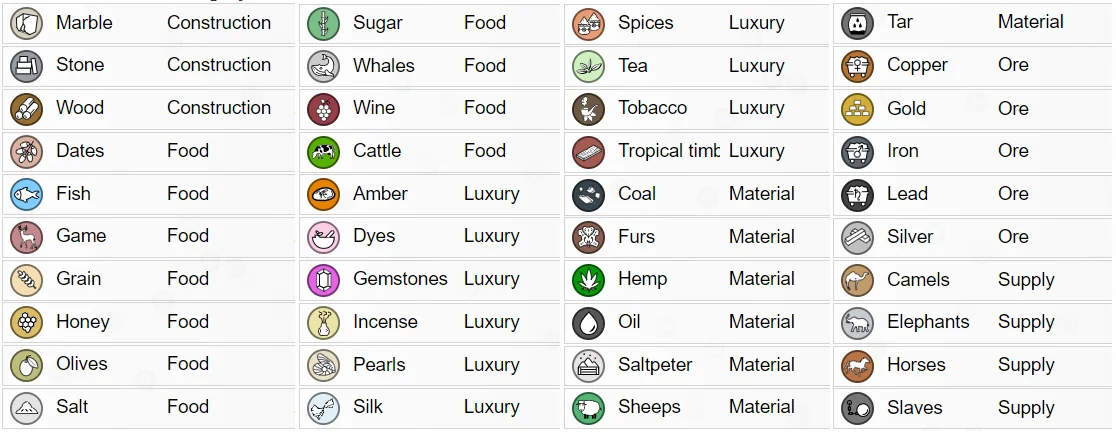 Marble Construction
Stone Construction
Wood Construction
Dates Food
Fish Food
Game Food
Grain Food
Honey Food
Olives Food
Salt Food
Sugar Food
Whales Food
Wine Food
Cattle Food
Amber Luxury
Dyes Luxury
Gemstones Luxury
Incense Luxury
Pearls Luxury
Silk Luxury
Spices Luxury
Tea Luxury
Tobacco Luxury
Tropical timb Luxury
Coal Material
Furs Material
Hemp Material
Oil Material
Saltpeter Material
Sheeps Material
Tar Material
Copper Ore
Gold Ore
Iron Ore
Lead Ore
Silver Ore
Camels Supply
Elephants Supply
Horses Supply
Slaves Supply